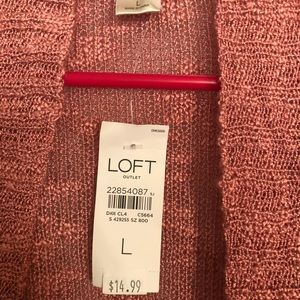 L
LOFT
OUTLET
22854087
D48 CL4 C5664
S 429255 SZ 800
L
$14.99